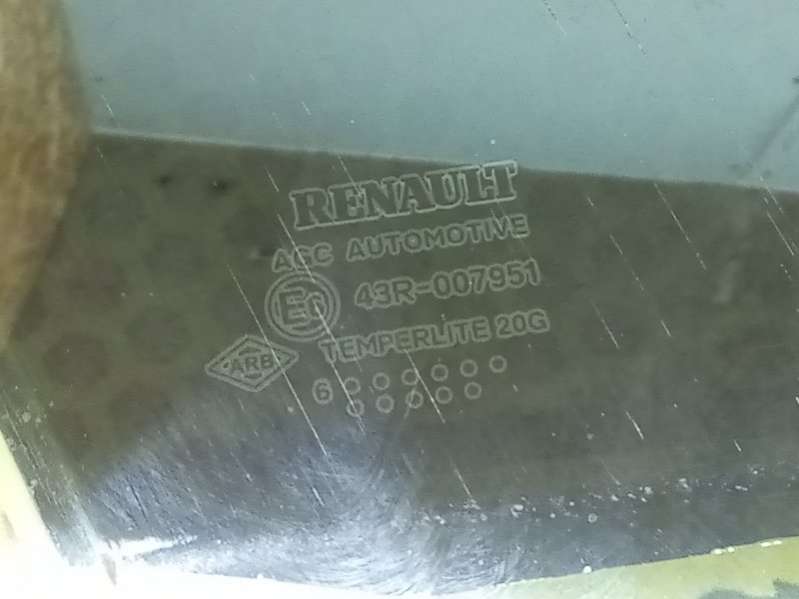 RENAULT
AGC AUTOMOTIVE
43R-007951
TEMPERLITE 20G
ARB
6